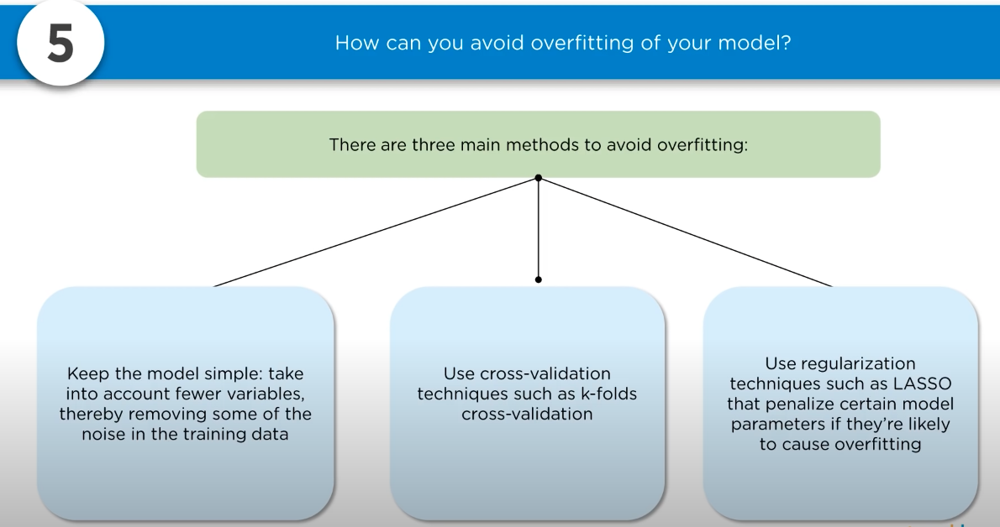 5
How can you avoid overfitting of your model?
There are three main methods to avoid overfitting:
Keep the model simple: take
into account fewer variables,
thereby removing some of the
noise in the training data
Use cross-validation
techniques such as k-folds
cross-validation
Use regularization
techniques such as LASSO
that penalize certain model
parameters if they're likely
to cause overfitting